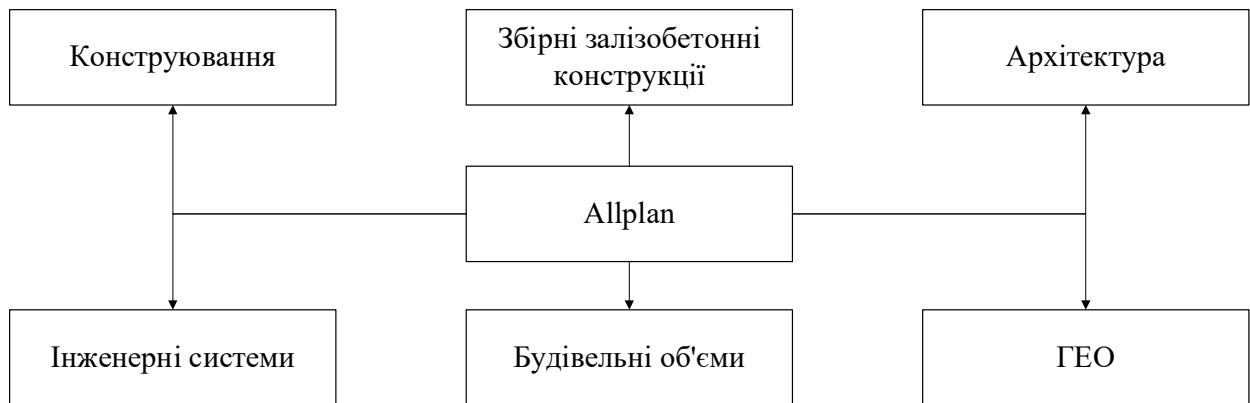 Конструювання
Збірні залізобетонні
конструкції
Архітектура
Allplan
Інженерні системи
Будівельні об'єми
ГЕО